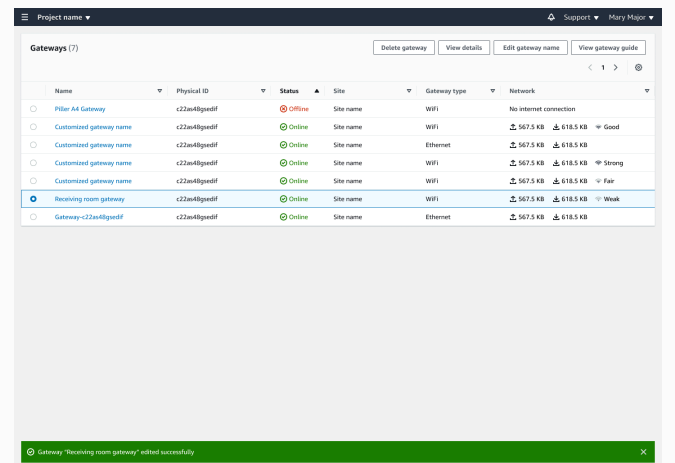 Project name Support Mary Major
Gateways (7) Delete gateway View details Edit gateway name View gateway guide
1
Name Physical ID Status Site Gateway type Network
Piller A4 Gateway c22as48gsedif Offline Site name WiFi No internet connection
Customized gateway name c22as48gsedif Online Site name WiFi 567.5 KB 618.5 KB Good
Customized gateway name c22as48gsedif Online Site name Ethernet 567.5 KB 618.5 KB
Customized gateway name c22as48gsedif Online Site name WiFi 567.5 KB 618.5 KB Strong
Customized gateway name c22as48gsedif Online Site name WiFi 567.5 KB 618.5 KB Fair
Receiving room gateway c22as48gsedif Online Site name WiFi 567.5 KB 618.5 KB Weak
Gateway-c22as48gsedif c22as48gsedif Online Site name Ethernet 567.5 KB 618.5 KB
Gateway "Receiving room gateway" edited successfully